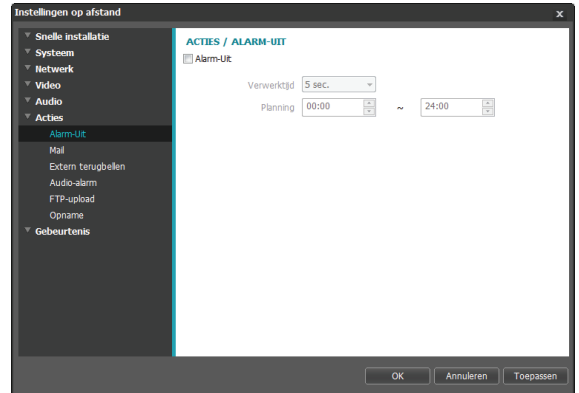 Instellingen op afstand
x
Snelle installatie
Systeem
Netwerk
Video
Audio
Acties
Alarm-Uit
Mail
Extern terugbellen
Audio-alarm
FTP-upload
Opname
Gebeurtenis
ACTIES / ALARM-UIT
Alarm-Uit
Verwerktijd 5 sec.
Planning 00:00 ~ 24:00
OK Annuleren Toepassen